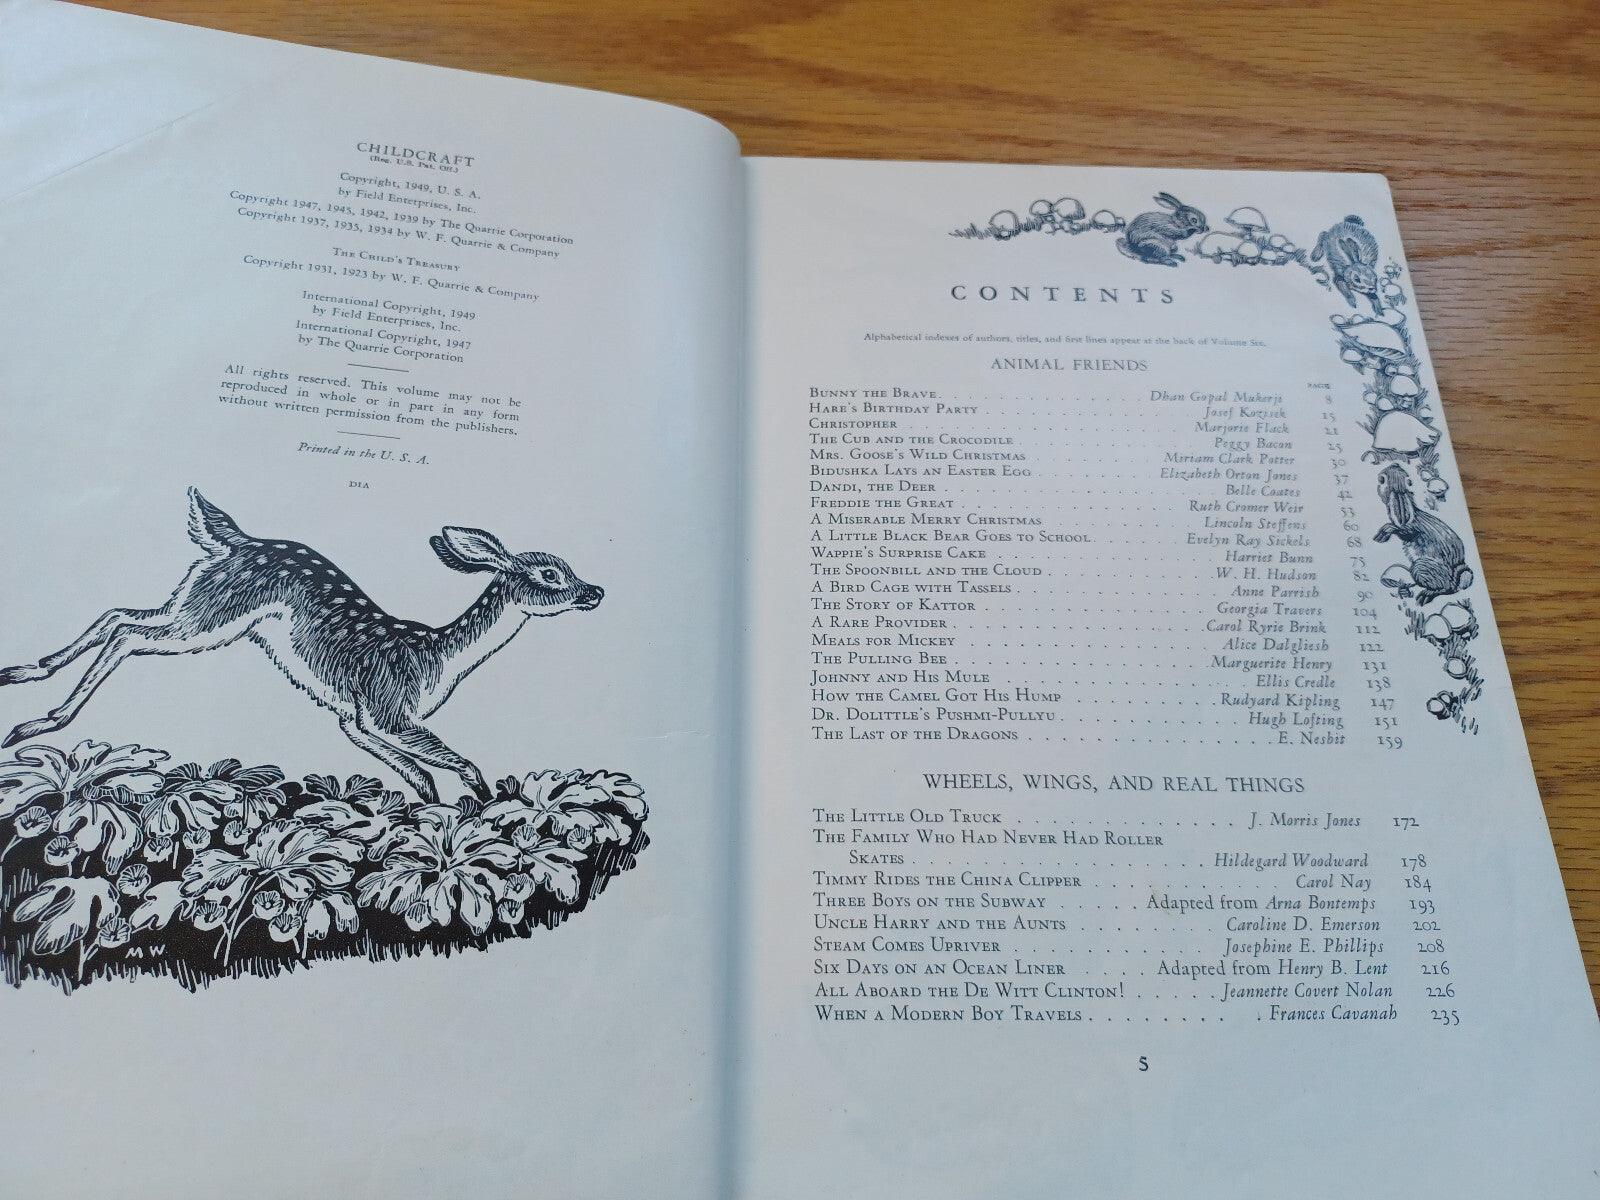 CHILDCRAFT
(Reg. U.S. Pat. Off.)
Copyright, 1949, U. S. A.
by Field Enterprises, Inc.
Copyright 1947, 1945, 1942, 1939 by The Quarrie Corporation
Copyright 1937, 1935, 1934 by W. F. Quarrie & Company
The Child's Treasury
Copyright 1931, 1923 by W. F. Quarrie & Company
International Copyright, 1949
by Field Enterprises, Inc.
International Copyright, 1947
by The Quarrie Corporation
All rights reserved. This volume may not be
reproduced in whole or in part in any form
without written permission from the publishers.
Printed in the U. S. A.
DIA
MW
CONTENTS
Alphabetical indexes of authors, titles, and first lines appear at the back of Volume Six.
ANIMAL FRIENDS
PAGE
Bunny the Brave . . . . . . . . . . . . Dhan Gopal Mukerji 8
Hare's Birthday Party . . . . . . . . . . . . Josef Kozisek 15
Christopher . . . . . . . . . . . . Marjorie Flack 21
The Cub and the Crocodile . . . . . . . . . . . . Peggy Bacon 25
Mrs. Goose's Wild Christmas . . . . . . . . Miriam Clark Potter 30
Bidushka Lays an Easter Egg . . . . . . . . Elizabeth Orton Jones 37
Dandi, the Deer . . . . . . . . . . . . Belle Coates 42
Freddie the Great . . . . . . . . . . . . Ruth Cromer Weir 53
A Miserable Merry Christmas . . . . . . . . . . Lincoln Steffens 60
A Little Black Bear Goes to School . . . . . . Evelyn Ray Sickels 68
Wappie's Surprise Cake . . . . . . . . . . . . Harriet Bunn 75
The Spoonbill and the Cloud . . . . . . . . . . W. H. Hudson 82
A Bird Cage with Tassels . . . . . . . . . . . . Anne Parrish 90
The Story of Kattor . . . . . . . . . . . . Georgia Travers 104
A Rare Provider . . . . . . . . . . . . Carol Ryrie Brink 112
Meals for Mickey . . . . . . . . . . . . Alice Dalgliesh 122
The Pulling Bee . . . . . . . . . . . . Marguerite Henry 131
Johnny and His Mule . . . . . . . . . . . . Ellis Credle 138
How the Camel Got His Hump . . . . . . . . Rudyard Kipling 147
Dr. Dolittle's Pushmi-Pullyu . . . . . . . . . . Hugh Lofting 151
The Last of the Dragons . . . . . . . . . . . . E. Nesbit 159
WHEELS, WINGS, AND REAL THINGS
The Little Old Truck . . . . . . . . . . . . J. Morris Jones 172
The Family Who Had Never Had Roller
Skates . . . . . . . . . . . . Hildegard Woodward 178
Timmy Rides the China Clipper . . . . . . . . . . Carol Nay 184
Three Boys on the Subway . . . . . Adapted from Arna Bontemps 193
Uncle Harry and the Aunts . . . . . . . Caroline D. Emerson 202
Steam Comes Upriver . . . . . . . . . . Josephine E. Phillips 208
Six Days on an Ocean Liner . . . . Adapted from Henry B. Lent 216
All Aboard the De Witt Clinton! . . . . . Jeannette Covert Nolan 226
When a Modern Boy Travels . . . . . . . . . Frances Cavanah 235
5